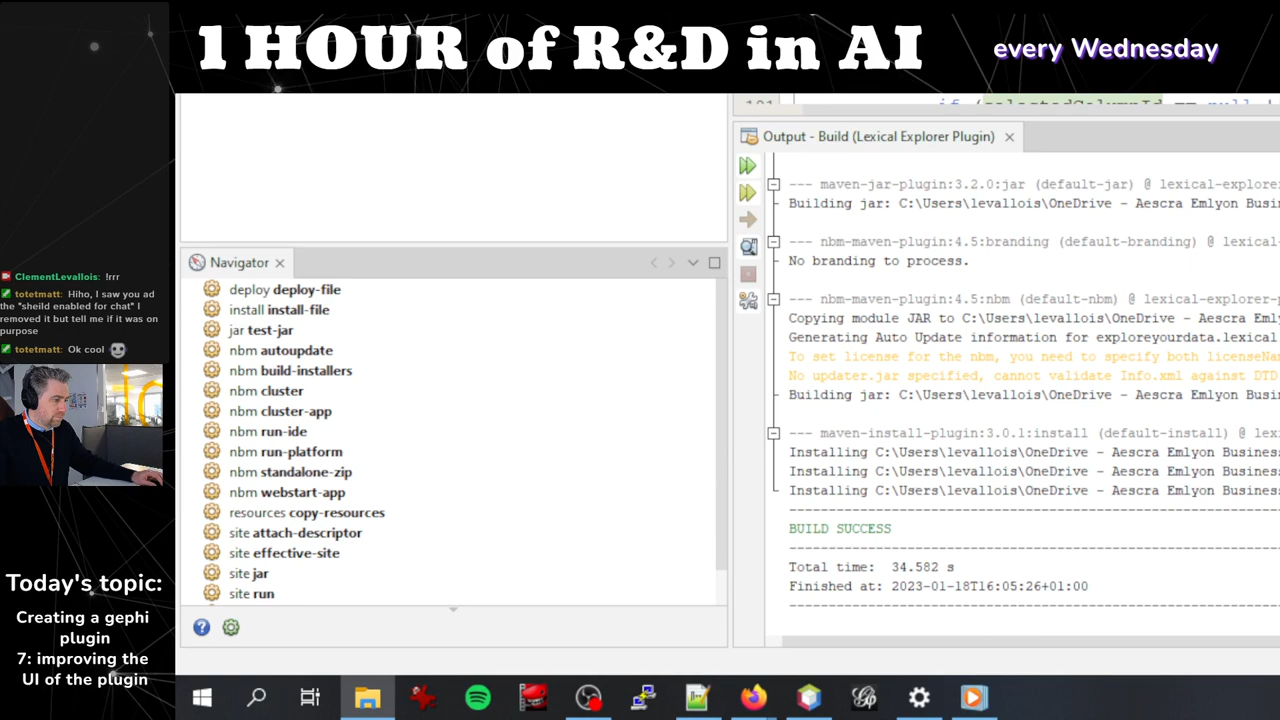 1 HOUR of R&D in AI
every Wednesday
ClementLevallois: !rrr
totetmatt: Hiho, I saw you ad
the "sheild enabled for chat" I
removed it but tell me if it was on
purpose
totetmatt: Ok cool
Today's topic:
Creating a gephi
plugin
7: improving the
UI of the plugin
Navigator
deploy deploy-file
install install-file
jar test-jar
nbm autoupdate
nbm build-installers
nbm cluster
nbm cluster-app
nbm run-ide
nbm run-platform
nbm standalone-zip
nbm webstart-app
resources copy-resources
site attach-descriptor
site effective-site
site jar
site run
Output - Build (Lexical Explorer Plugin)
--- maven-jar-plugin:3.2.0:jar (default-jar) @ lexical-explorer
Building jar: C:\Users\levallois\OneDrive - Aescra Emlyon Busi
--- nbm-maven-plugin:4.5:branding (default-branding) @ lexical-
No branding to process.
--- nbm-maven-plugin:4.5:nbm (default-nbm) @ lexical-explorer-p
Copying module JAR to C:\Users\levallois\OneDrive - Aescra Emly
Generating Auto Update information for exploreyourdata.lexical
To set license for the nbm, you need to specify both licenseNam
No updater.jar specified, cannot validate Info.xml against DTD
Building jar: C:\Users\levallois\OneDrive - Aescra Emlyon Busi
--- maven-install-plugin:3.0.1:install (default-install) @ lexi
Installing C:\Users\levallois\OneDrive - Aescra Emlyon Business
Installing C:\Users\levallois\OneDrive - Aescra Emlyon Business
Installing C:\Users\levallois\OneDrive - Aescra Emlyon Business
BUILD SUCCESS
Total time:  34.582 s
Finished at: 2023-01-18T16:05:26+01:00